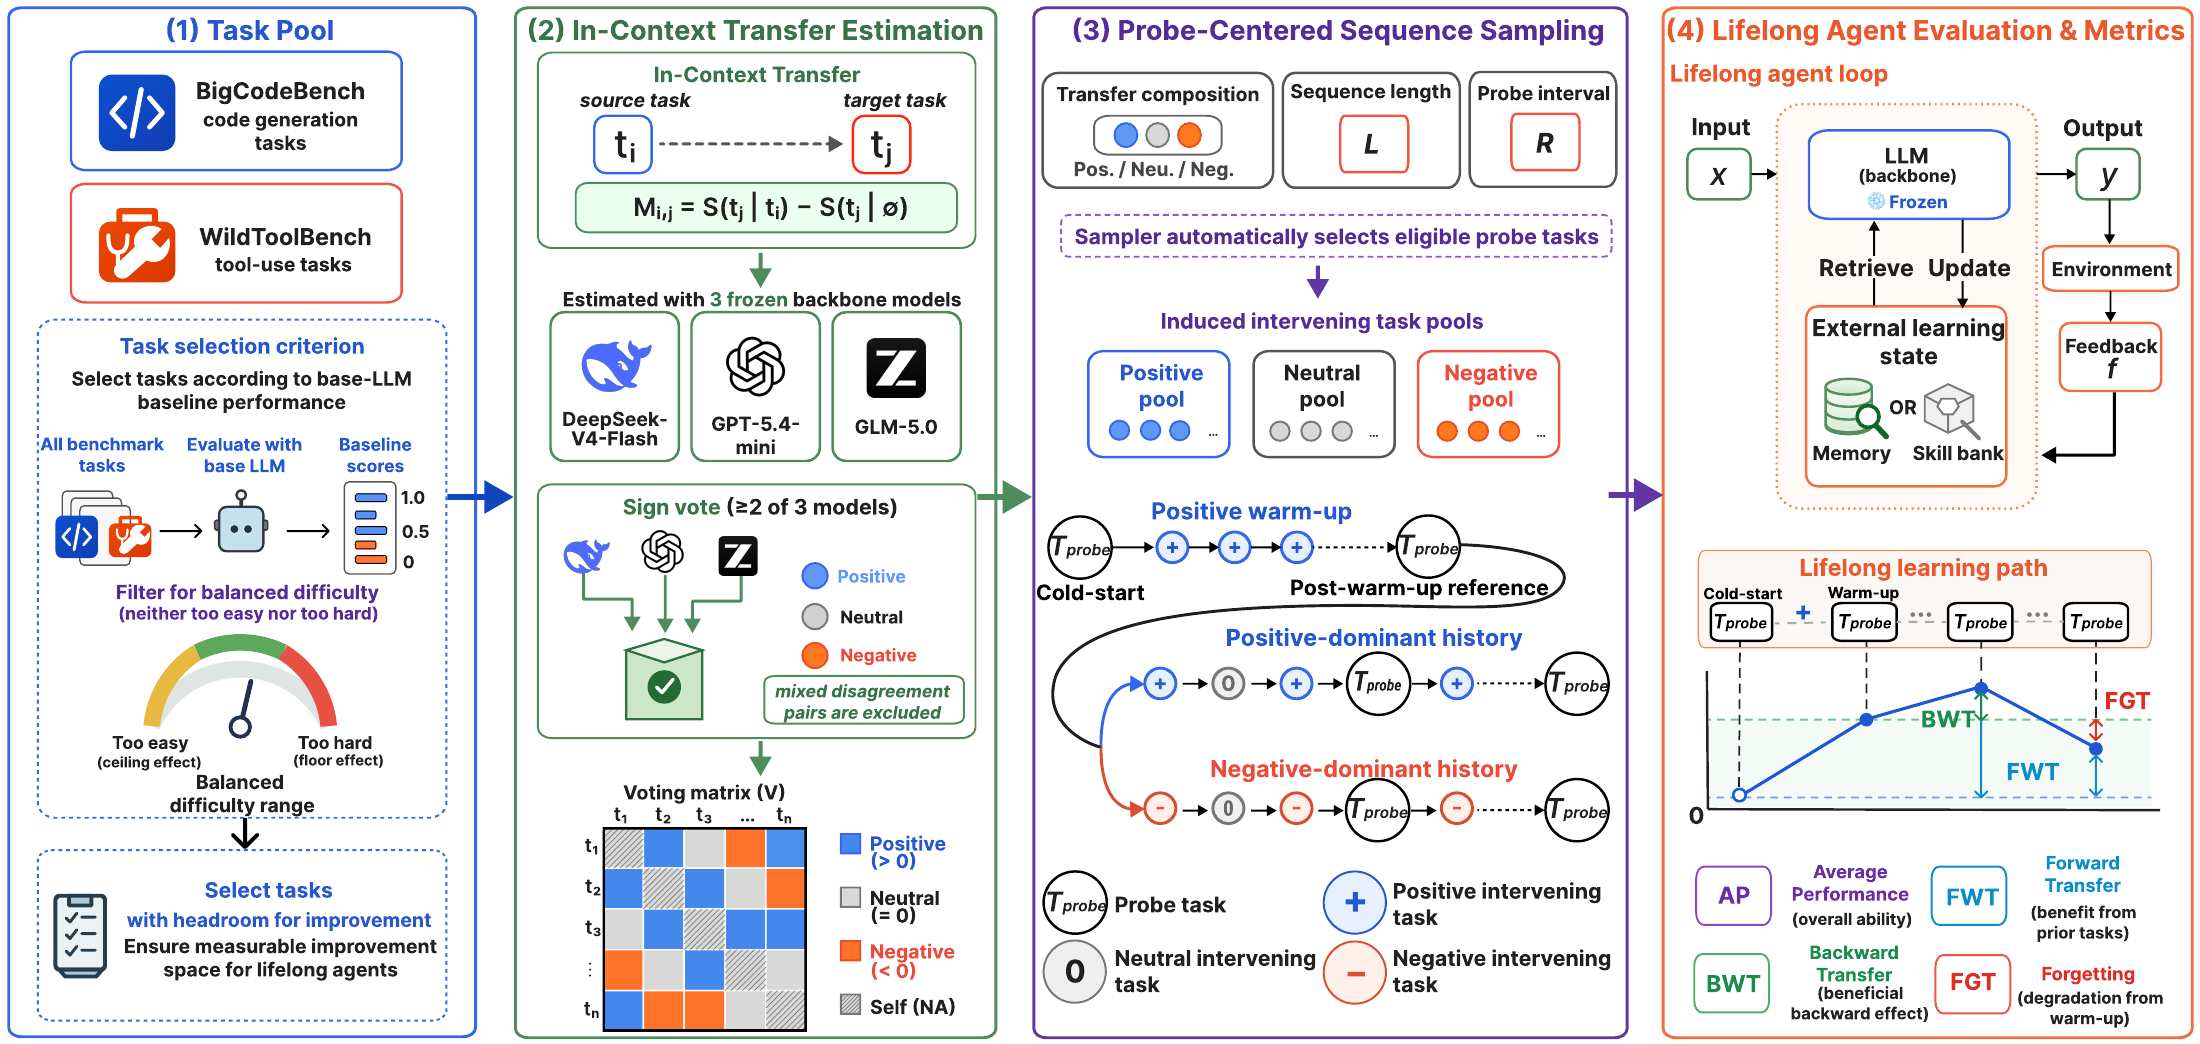 (1) Task Pool
BigCodeBench
code generation
tasks
WildToolBench
tool-use tasks
Task selection criterion
Select tasks according to base-LLM
baseline performance
All benchmark
tasks
Evaluate with
base LLM
Baseline
scores
1.0
0.5
0
Filter for balanced difficulty
(neither too easy nor too hard)
Too easy
(ceiling effect)
Too hard
(floor effect)
Balanced
difficulty range
Select tasks
with headroom for improvement
Ensure measurable improvement
space for lifelong agents
(2) In-Context Transfer Estimation
In-Context Transfer
source task
target task
tᵢ
tⱼ
Mᵢ,ⱼ = S(tⱼ | tᵢ) − S(tⱼ | ∅)
Estimated with 3 frozen backbone models
DeepSeek-
V4-Flash
GPT-5.4-
mini
GLM-5.0
Sign vote (≥2 of 3 models)
Positive
Neutral
Negative
mixed disagreement
pairs are excluded
Voting matrix (V)
t₁ t₂ t₃ ... tₙ
t₁
t₂
t₃
⋮
tₙ
Positive
(> 0)
Neutral
(= 0)
Negative
(< 0)
Self (NA)
(3) Probe-Centered Sequence Sampling
Transfer composition
Pos. / Neu. / Neg.
Sequence length
L
Probe interval
R
Sampler automatically selects eligible probe tasks
Induced intervening task pools
Positive
pool
...
Neutral
pool
...
Negative
pool
...
Positive warm-up
Tprobe + + + Tprobe
Cold-start
Post-warm-up reference
Positive-dominant history
+ 0 + Tprobe + Tprobe
Negative-dominant history
− 0 − Tprobe − Tprobe
Tprobe Probe task
+ Positive intervening
task
0 Neutral intervening
task
− Negative intervening
task
(4) Lifelong Agent Evaluation & Metrics
Lifelong agent loop
Input
x
LLM
(backbone)
Frozen
Output
y
Retrieve
Update
Environment
Feedback
f
External learning
state
OR
Memory
Skill bank
Lifelong learning path
Cold-start
Warm-up
Tprobe + Tprobe ... Tprobe ... Tprobe
BWT
FWT
FGT
0
AP
Average
Performance
(overall ability)
FWT
Forward
Transfer
(benefit from
prior tasks)
BWT
Backward
Transfer
(beneficial
backward effect)
FGT
Forgetting
(degradation from
warm-up)